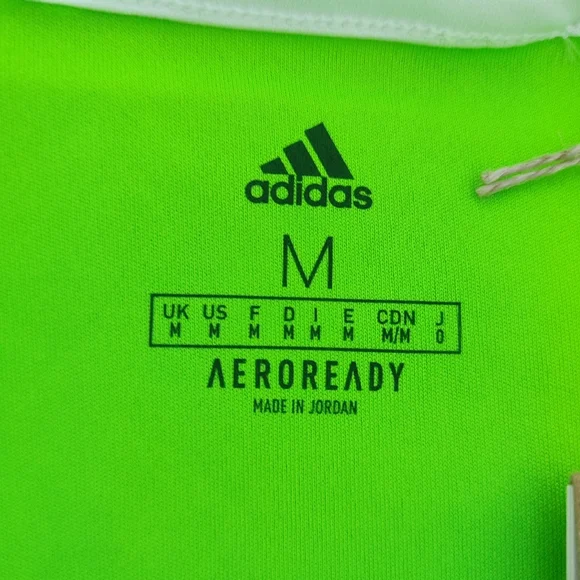 adidas
M
UK US F D I E CDN J
M M M M M M M/M O
AEROREADY
MADE IN JORDAN